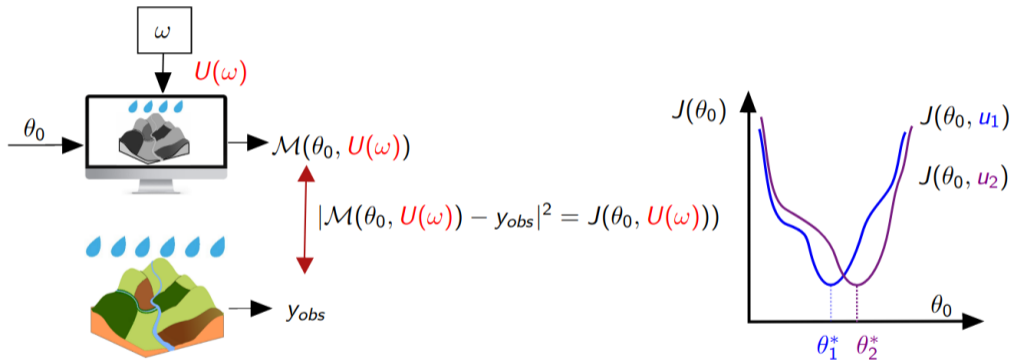 ω
U(ω)
θ₀
ℳ(θ₀, U(ω))
|ℳ(θ₀, U(ω)) − y_obs|² = J(θ₀, U(ω)))
y_obs
J(θ₀)
J(θ₀, u₁)
J(θ₀, u₂)
θ₀
θ₁* θ₂*